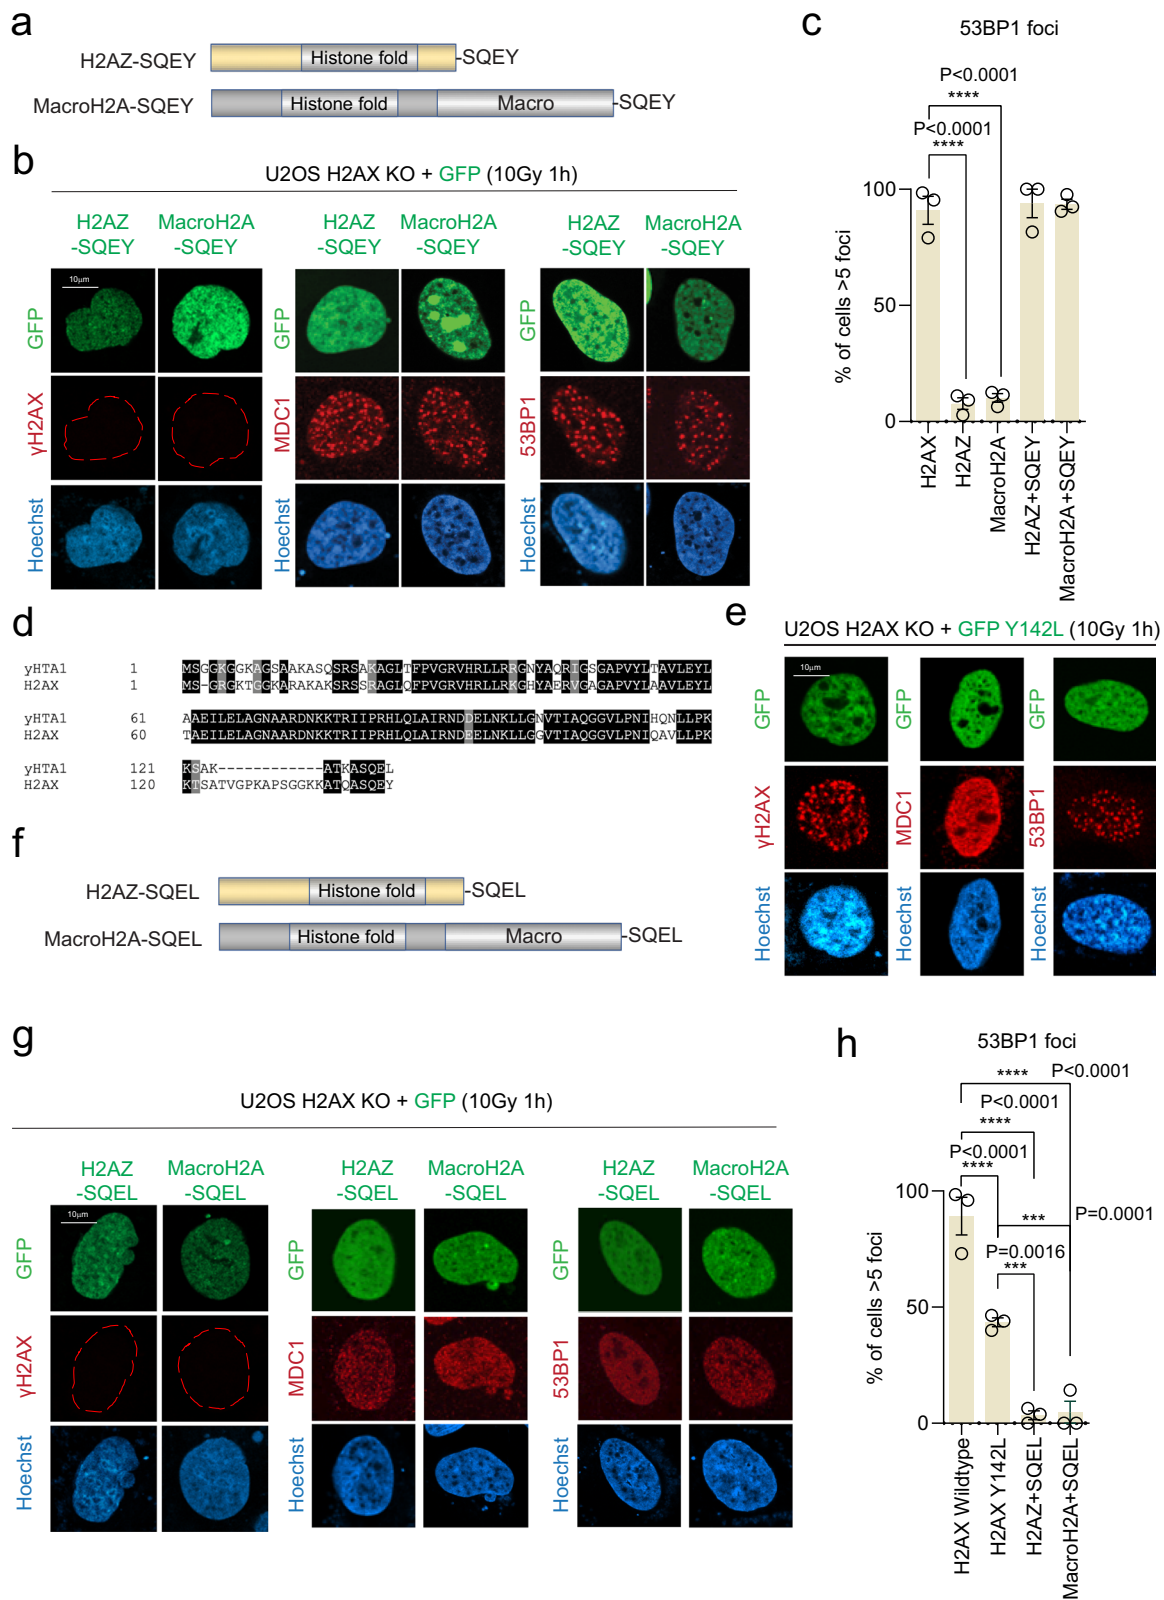 a
H2AZ-SQEY
Histone fold
-SQEY
MacroH2A-SQEY
Histone fold
Macro
-SQEY
b
U2OS H2AX KO + GFP (10Gy 1h)
H2AZ
-SQEY
MacroH2A
-SQEY
H2AZ
-SQEY
MacroH2A
-SQEY
H2AZ
-SQEY
MacroH2A
-SQEY
10μm
GFP
GFP
GFP
γH2AX
MDC1
53BP1
Hoechst
Hoechst
Hoechst
c
53BP1 foci
P<0.0001
****
P<0.0001
****
% of cells >5 foci
100
50
0
H2AX
H2AZ
MacroH2A
H2AZ+SQEY
MacroH2A+SQEY
d
yHTA1 1 MSGGKGGKAGSAAKASQSRSAKAGLTFPVGRVHRLLRRGNYAQRIGSGAPVYLTAVLEYL
H2AX 1 MS-GRGKTGGKARAKAKSRSSRAGLQFPVGRVHRLLRKGHYAERVGAGAPVYLAAVLEYL
yHTA1 61 AAEILELAGNAARDNKKTRIIPRHLQLAIRNDDELNKLLGNVTIAQGGVLPNIHQNLLPK
H2AX 60 TAEILELAGNAARDNKKTRIIPRHLQLAIRNDEELNKLLGGVTIAQGGVLPNIQAVLLPK
yHTA1 121 KSAK------------ATKASQEL
H2AX 120 KTSATVGPKAPSGGKKATQASQEY
e
U2OS H2AX KO + GFP Y142L (10Gy 1h)
10μm
GFP
GFP
GFP
γH2AX
MDC1
53BP1
Hoechst
Hoechst
Hoechst
f
H2AZ-SQEL
Histone fold
-SQEL
MacroH2A-SQEL
Histone fold
Macro
-SQEL
g
U2OS H2AX KO + GFP (10Gy 1h)
H2AZ
-SQEL
MacroH2A
-SQEL
H2AZ
-SQEL
MacroH2A
-SQEL
H2AZ
-SQEL
MacroH2A
-SQEL
10μm
GFP
GFP
GFP
γH2AX
MDC1
53BP1
Hoechst
Hoechst
Hoechst
h
53BP1 foci
**** P<0.0001
P<0.0001
****
P<0.0001
****
*** P=0.0001
P=0.0016
***
% of cells >5 foci
100
50
0
H2AX Wildtype
H2AX Y142L
H2AZ+SQEL
MacroH2A+SQEL